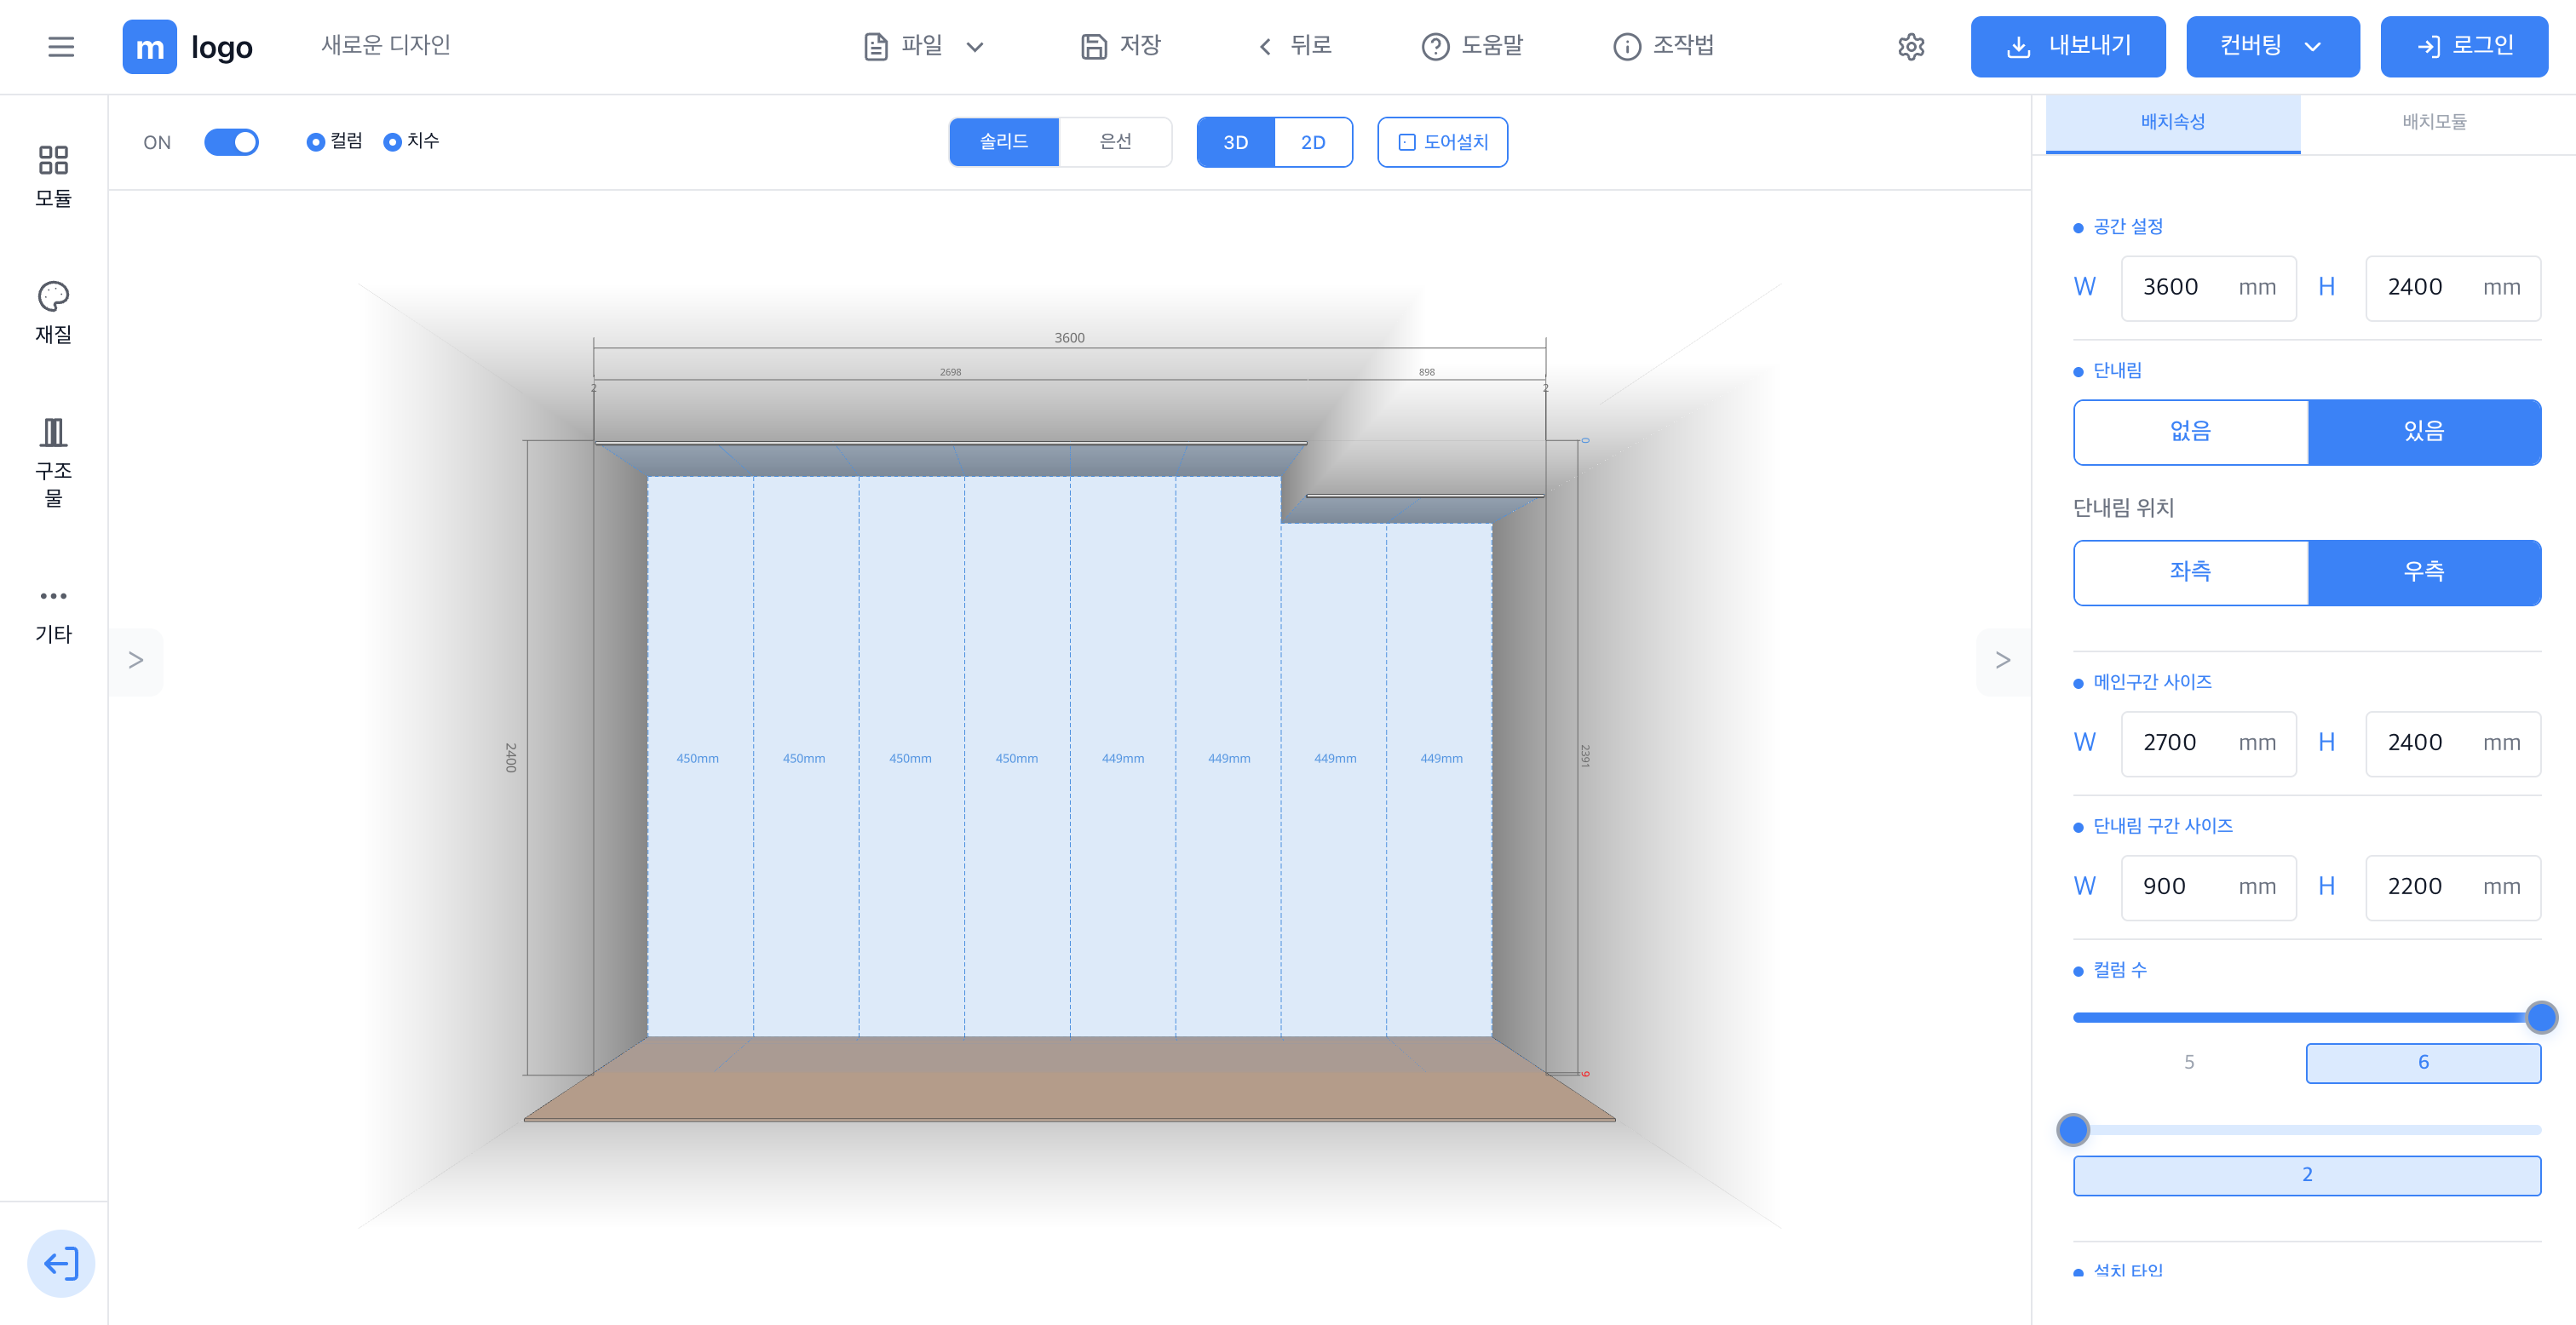 m logo 새로운 디자인 파일 저장 뒤로 도움말 조작법 내보내기 컨버팅 로그인
ON 컬럼 치수 솔리드 은선 3D 2D 도어설치
배치속성 배치모듈
모듈
재질
구조
물
기타
>
>
3600
2698 898
2 2
0
2400
450mm 450mm 450mm 450mm 449mm 449mm 449mm 449mm
2391
9
공간 설정
W 3600 mm H 2400 mm
단내림
없음 있음
단내림 위치
좌측 우측
메인구간 사이즈
W 2700 mm H 2400 mm
단내림 구간 사이즈
W 900 mm H 2200 mm
컬럼 수
5 6
2
설치 타입